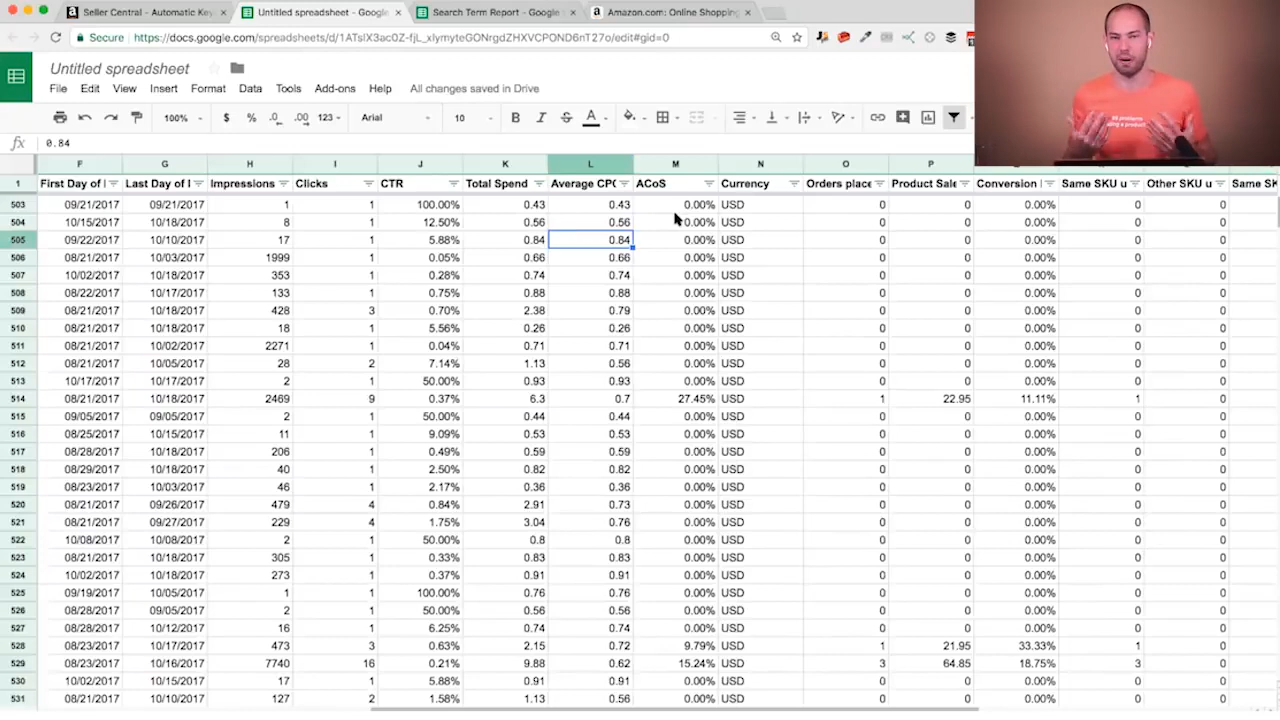 Seller Central - Automatic Key × Untitled spreadsheet - Google × Search Term Report - Google × Amazon.com: Online Shopping ×
Secure https://docs.google.com/spreadsheets/d/
Untitled spreadsheet
File Edit View Insert Format Data Tools Add-ons Help All changes saved in Drive
100% $ % .0 .00 123 Arial 10 B I S A
fx 0.84
F G H I J K L M N O P
1 First Day of Last Day of Impressions Clicks CTR Total Spend Average CPC ACoS Currency Orders place Product Sale Conversion Same SKU u Other SKU u Same SK
503 09/21/2017 09/21/2017 1 1 100.00% 0.43 0.43 0.00% USD 0 0 0.00% 0 0
504 10/15/2017 10/18/2017 8 1 12.50% 0.56 0.56 0.00% USD 0 0 0.00% 0 0
505 09/22/2017 10/10/2017 17 1 5.88% 0.84 0.84 0.00% USD 0 0 0.00% 0 0
506 08/21/2017 10/03/2017 1999 1 0.05% 0.66 0.66 0.00% USD 0 0 0.00% 0 0
507 10/02/2017 10/18/2017 353 1 0.28% 0.74 0.74 0.00% USD 0 0 0.00% 0 0
508 08/22/2017 10/17/2017 133 1 0.75% 0.88 0.88 0.00% USD 0 0 0.00% 0 0
509 08/21/2017 10/18/2017 428 3 0.70% 2.38 0.79 0.00% USD 0 0 0.00% 0 0
510 08/21/2017 10/18/2017 18 1 5.56% 0.26 0.26 0.00% USD 0 0 0.00% 0 0
511 08/21/2017 10/02/2017 2271 1 0.04% 0.71 0.71 0.00% USD 0 0 0.00% 0 0
512 08/21/2017 10/05/2017 28 2 7.14% 1.13 0.56 0.00% USD 0 0 0.00% 0 0
513 10/17/2017 10/17/2017 2 1 50.00% 0.93 0.93 0.00% USD 0 0 0.00% 0 0
514 08/21/2017 10/18/2017 2469 9 0.37% 6.3 0.7 27.45% USD 1 22.95 11.11% 1 0
515 09/05/2017 09/05/2017 2 1 50.00% 0.44 0.44 0.00% USD 0 0 0.00% 0 0
516 08/25/2017 10/15/2017 11 1 9.09% 0.53 0.53 0.00% USD 0 0 0.00% 0 0
517 08/28/2017 10/18/2017 206 1 0.49% 0.59 0.59 0.00% USD 0 0 0.00% 0 0
518 08/29/2017 10/18/2017 40 1 2.50% 0.82 0.82 0.00% USD 0 0 0.00% 0 0
519 08/23/2017 10/03/2017 46 1 2.17% 0.36 0.36 0.00% USD 0 0 0.00% 0 0
520 08/21/2017 09/26/2017 479 4 0.84% 2.91 0.73 0.00% USD 0 0 0.00% 0 0
521 08/21/2017 09/27/2017 229 4 1.75% 3.04 0.76 0.00% USD 0 0 0.00% 0 0
522 10/08/2017 10/08/2017 2 1 50.00% 0.8 0.8 0.00% USD 0 0 0.00% 0 0
523 08/21/2017 10/18/2017 305 1 0.33% 0.83 0.83 0.00% USD 0 0 0.00% 0 0
524 10/02/2017 10/18/2017 273 1 0.37% 0.91 0.91 0.00% USD 0 0 0.00% 0 0
525 09/19/2017 10/05/2017 1 1 100.00% 0.76 0.76 0.00% USD 0 0 0.00% 0 0
526 08/28/2017 09/05/2017 2 1 50.00% 0.56 0.56 0.00% USD 0 0 0.00% 0 0
527 08/28/2017 10/12/2017 16 1 6.25% 0.74 0.74 0.00% USD 0 0 0.00% 0 0
528 08/23/2017 10/17/2017 473 3 0.63% 2.15 0.72 9.79% USD 1 21.95 33.33% 1 0
529 08/23/2017 10/16/2017 7740 16 0.21% 9.88 0.62 15.24% USD 3 64.85 18.75% 3 0
530 10/02/2017 10/15/2017 17 1 5.88% 0.91 0.91 0.00% USD 0 0 0.00% 0 0
531 08/21/2017 10/10/2017 127 2 1.58% 1.13 0.56 0.00% USD 0 0 0.00% 0 0